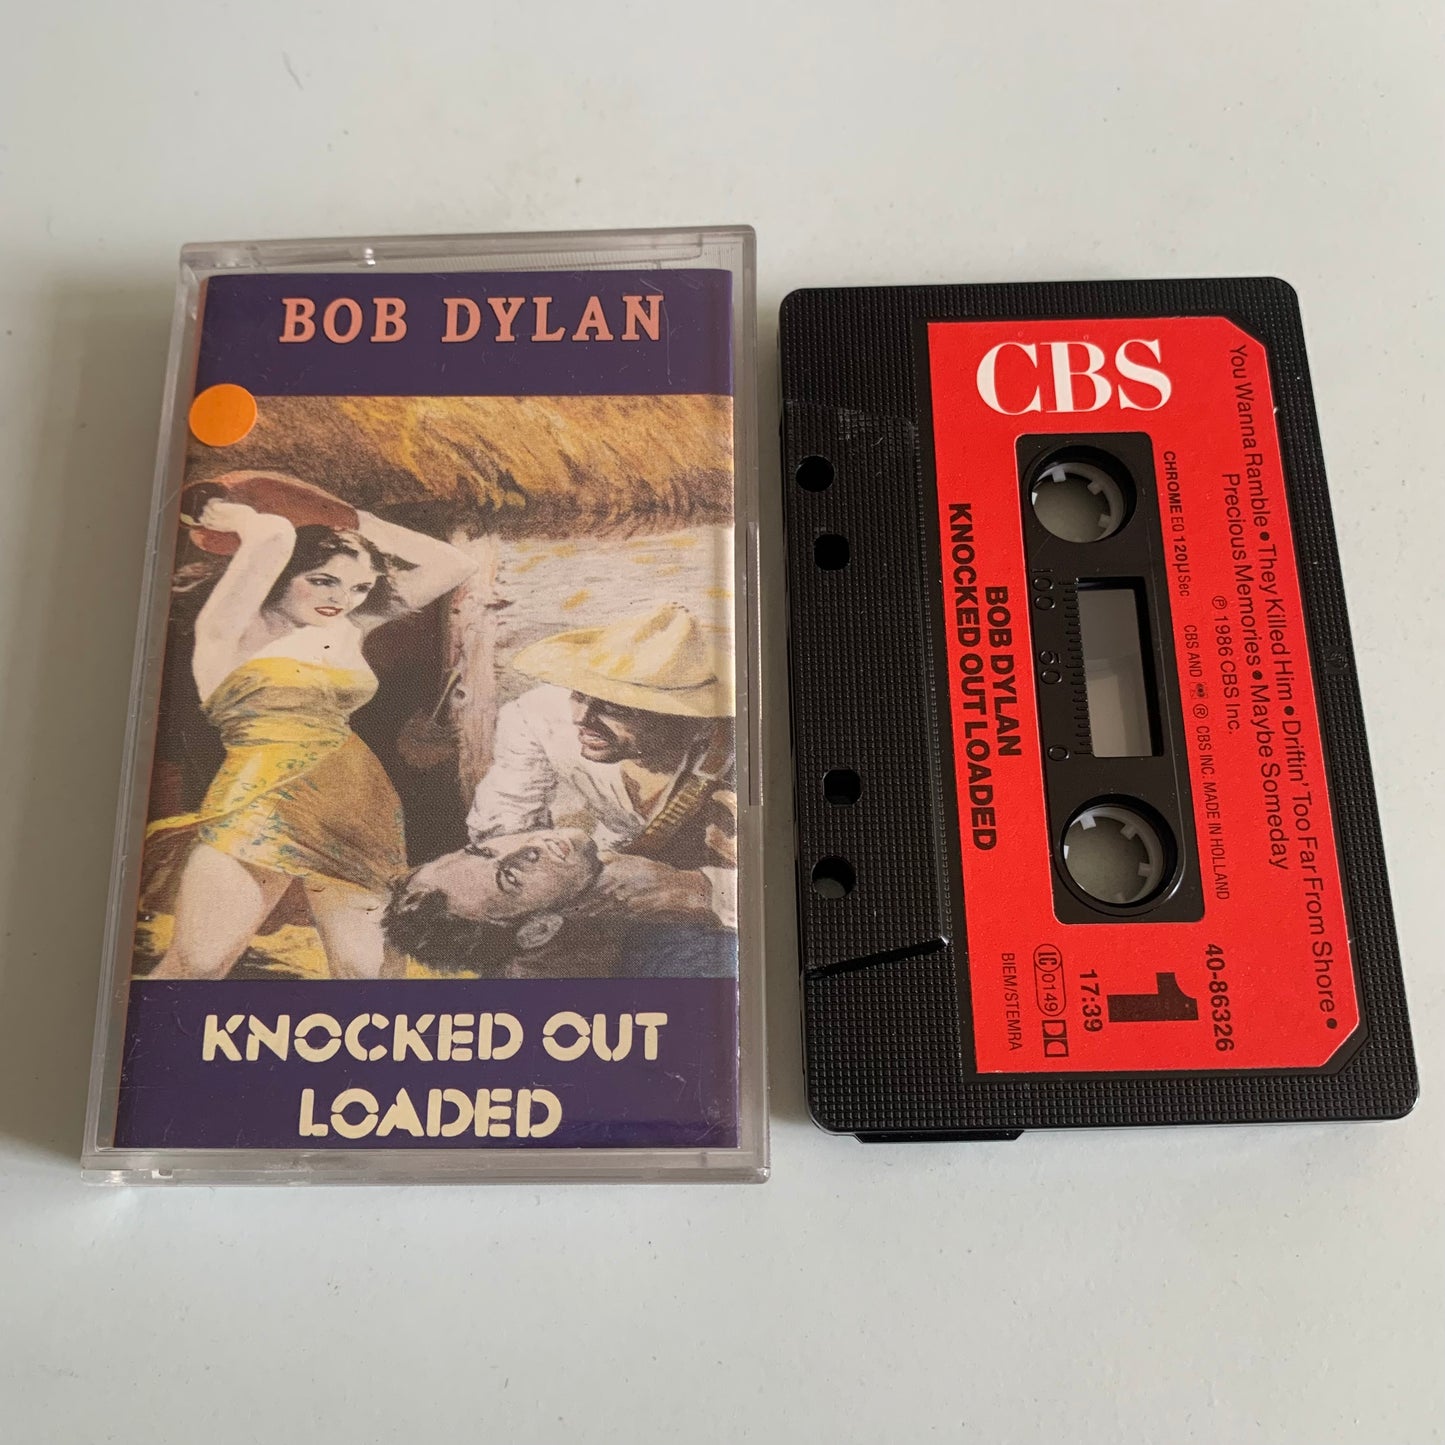 BOB DYLAN
KNOCKED OUT
LOADED
CBS
BOB DYLAN
KNOCKED OUT LOADED
100 50 0
CHROME EQ 120µSec
You Wanna Ramble • They Killed Him • Driftin' Too Far From Shore •
Precious Memories • Maybe Someday
℗ 1986 CBS Inc.
CBS AND ® CBS INC. MADE IN HOLLAND
40-86326
1
17:39
LC 0149
BIEM/STEMRA